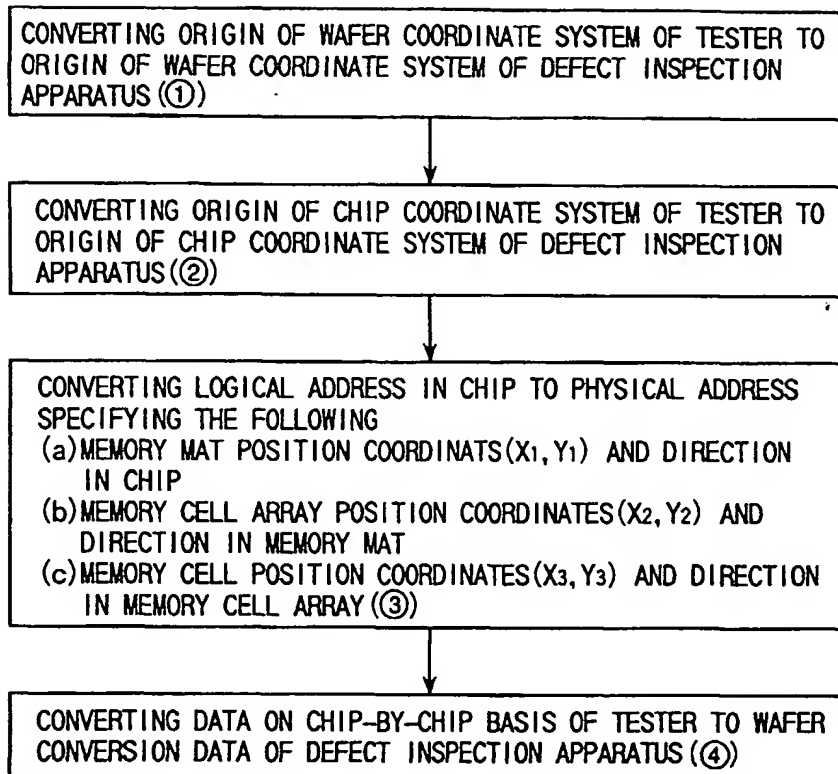 CONVERTING ORIGIN OF WAFER COORDINATE SYSTEM OF TESTER TO
ORIGIN OF WAFER COORDINATE SYSTEM OF DEFECT INSPECTION
APPARATUS(①)
CONVERTING ORIGIN OF CHIP COORDINATE SYSTEM OF TESTER TO
ORIGIN OF CHIP COORDINATE SYSTEM OF DEFECT INSPECTION
APPARATUS(②)
CONVERTING LOGICAL ADDRESS IN CHIP TO PHYSICAL ADDRESS
SPECIFYING THE FOLLOWING
(a)MEMORY MAT POSITION COORDINATS(X1,Y1) AND DIRECTION
IN CHIP
(b)MEMORY CELL ARRAY POSITION COORDINATES(X2,Y2) AND
DIRECTION IN MEMORY MAT
(c)MEMORY CELL POSITION COORDINATES(X3,Y3) AND DIRECTION
IN MEMORY CELL ARRAY(③)
CONVERTING DATA ON CHIP-BY-CHIP BASIS OF TESTER TO WAFER
CONVERSION DATA OF DEFECT INSPECTION APPARATUS(④)